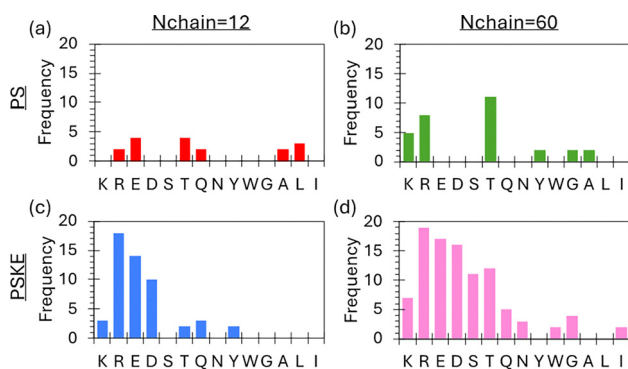 Nchain=12
Nchain=60
(a)
(b)
PS
Frequency
20
15
10
5
0
K R E D S T Q N Y W G A L I
Frequency
20
15
10
5
0
K R E D S T Q N Y W G A L I
(c)
(d)
PSKE
Frequency
20
15
10
5
0
K R E D S T Q N Y W G A L I
Frequency
20
15
10
5
0
K R E D S T Q N Y W G A L I